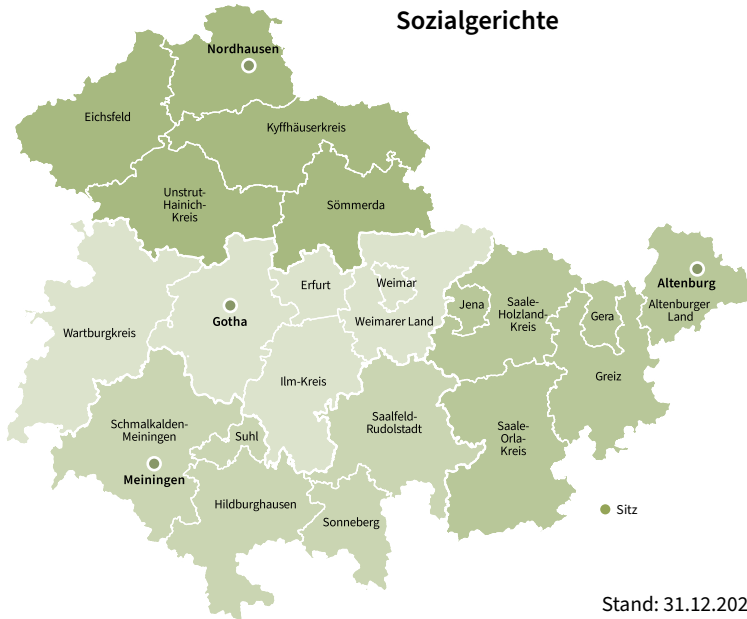 Sozialgerichte
Nordhausen
Eichsfeld
Kyffhäuserkreis
Unstrut-
Hainich-
Kreis
Sömmerda
Erfurt
Weimar
Weimarer Land
Jena
Saale-
Holzland-
Kreis
Gera
Altenburg
Altenburger
Land
Gotha
Wartburgkreis
Ilm-Kreis
Greiz
Schmalkalden-
Meiningen
Suhl
Saalfeld-
Rudolstadt
Saale-
Orla-
Kreis
Meiningen
Hildburghausen
Sonneberg
Sitz
Stand: 31.12.202